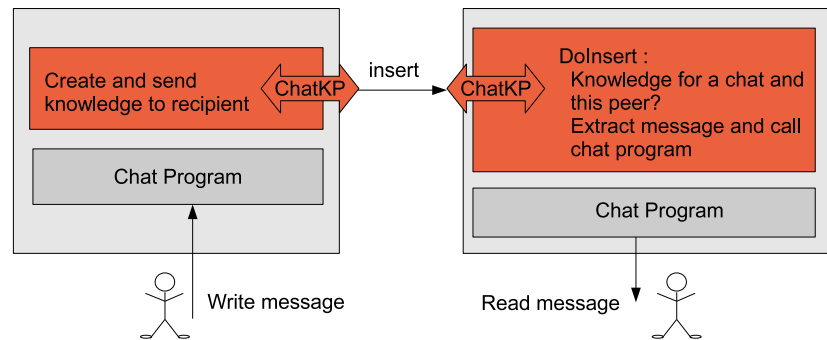 Create and send
knowledge to recipient
ChatKP
insert
ChatKP
DoInsert :
Knowledge for a chat and
this peer?
Extract message and call
chat program
Chat Program
Chat Program
Write message
Read message